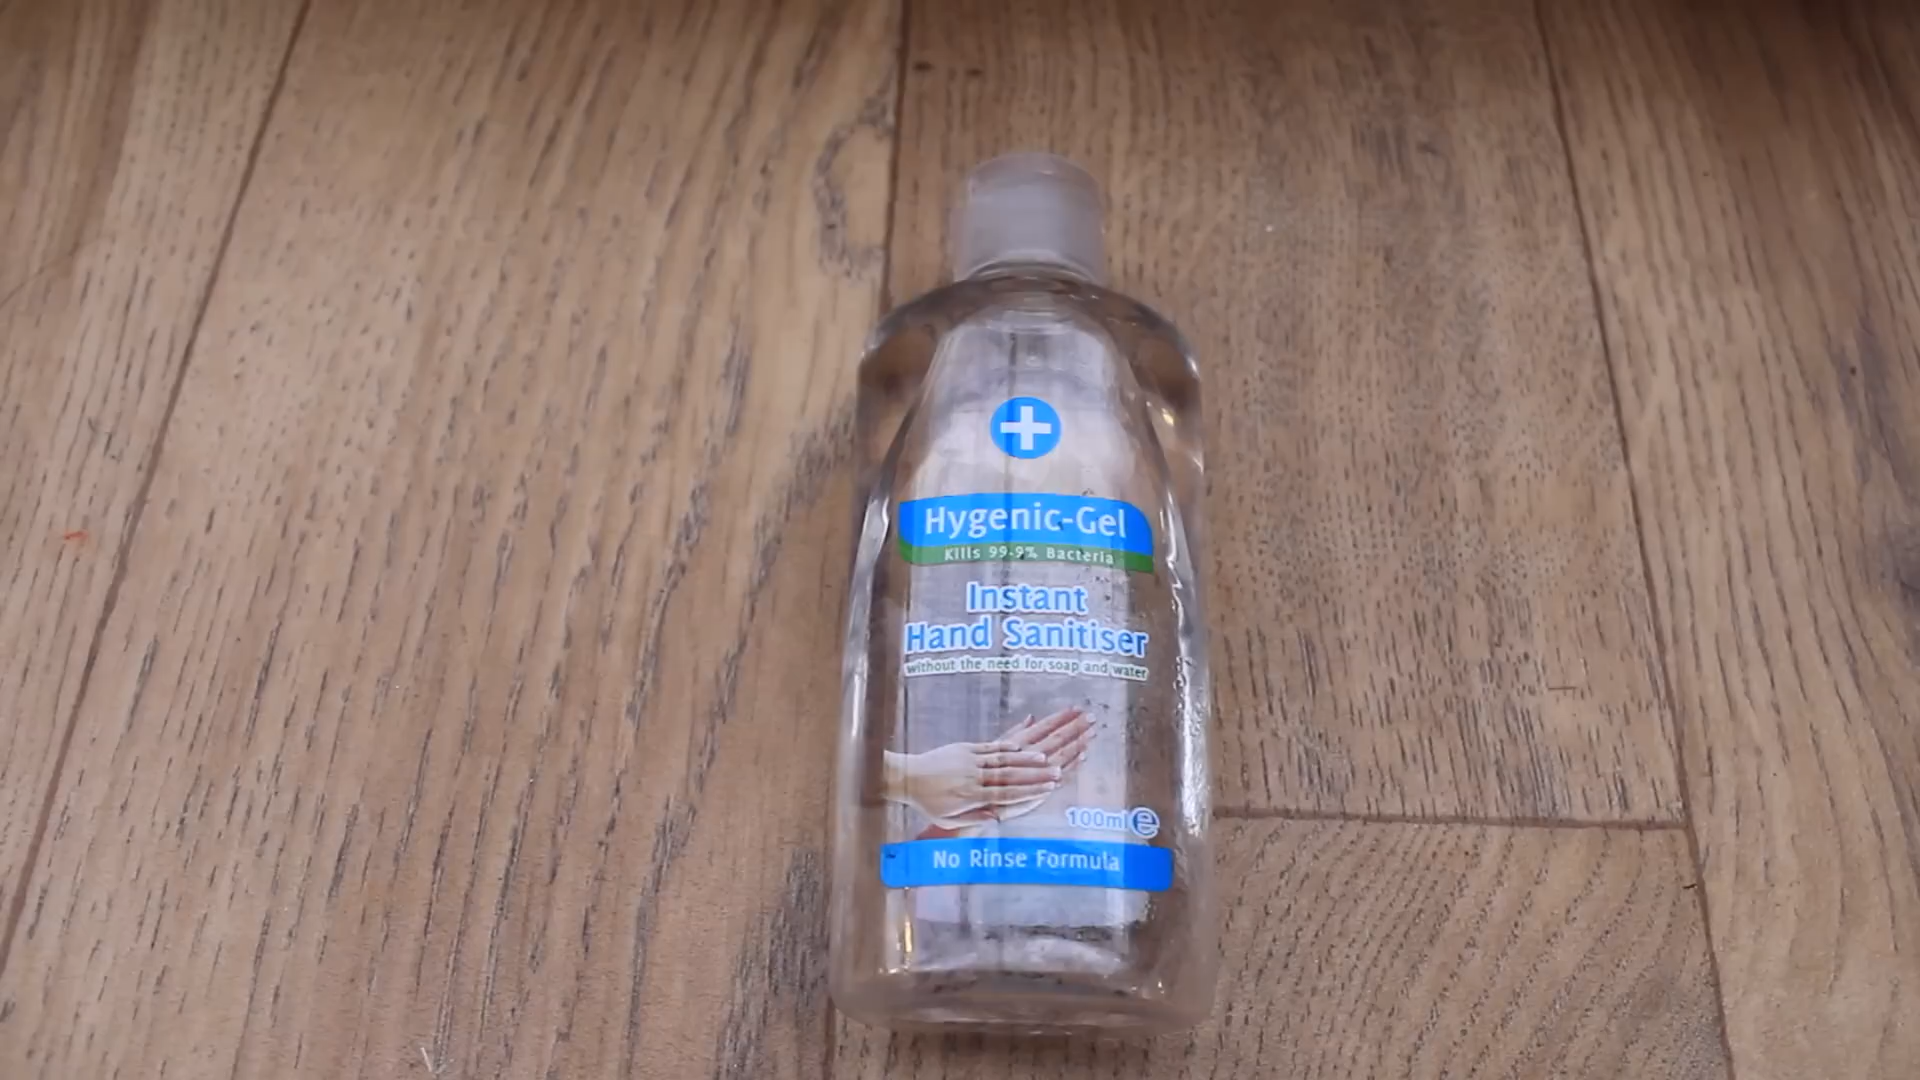 Hygenic-Gel
Kills 99.9% Bacteria
Instant
Hand Sanitiser
without the need for soap and water
100ml e
No Rinse Formula